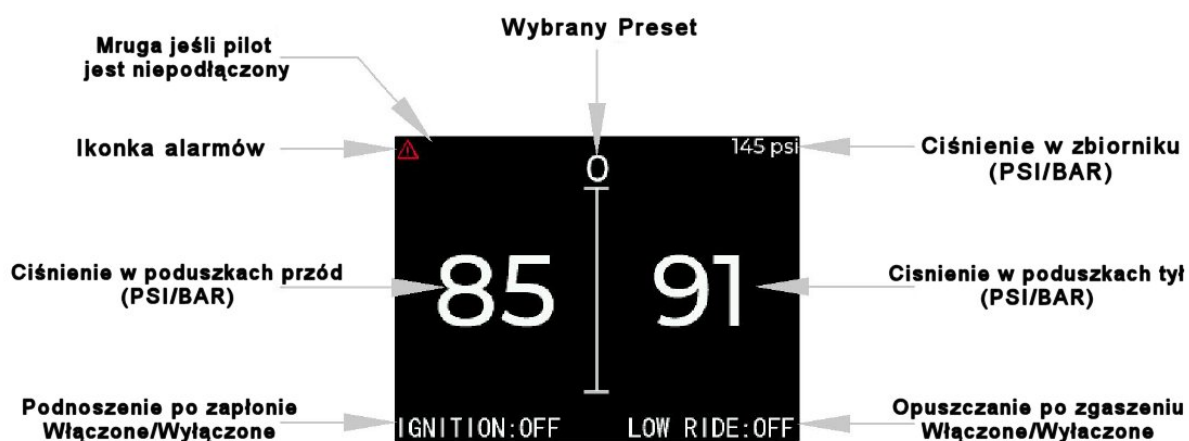 Wybrany Preset
Mruga jeśli pilot
jest niepodłączony
Ikonka alarmów
145 psi
Ciśnienie w zbiorniku
(PSI/BAR)
0
Ciśnienie w poduszkach przód
(PSI/BAR)
85
91
Cisnienie w poduszkach tył
(PSI/BAR)
Podnoszenie po zapłonie
Włączone/Wyłączone
IGNITION:OFF
LOW RIDE:OFF
Opuszczanie po zgaszeniu
Włączone/Wyłaczone